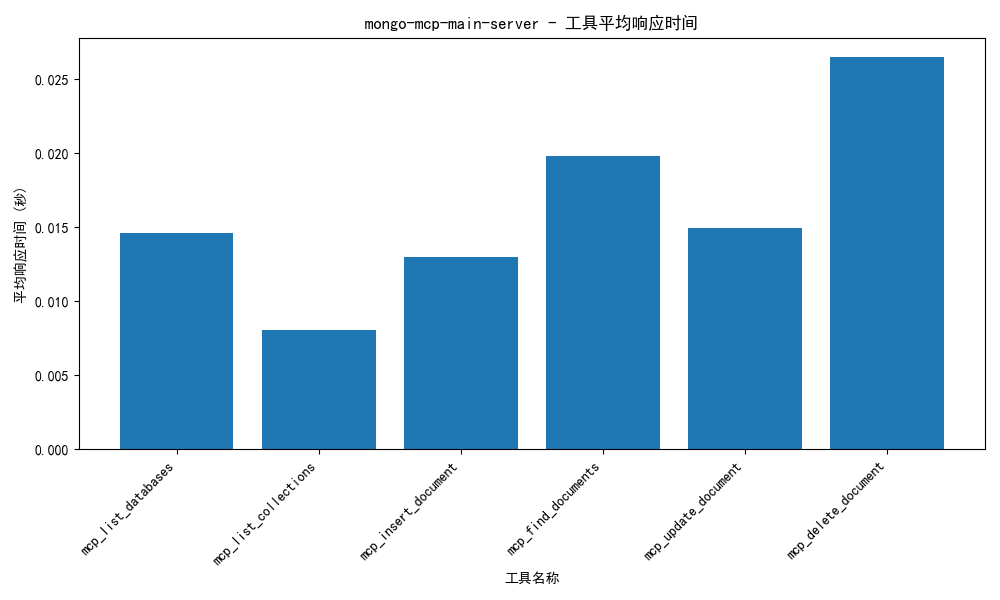 mongo-mcp-main-server - 工具平均响应时间
平均响应时间 (秒)
0.025
0.020
0.015
0.010
0.005
0.000
mcp_list_databases
mcp_list_collections
mcp_insert_document
mcp_find_documents
mcp_update_document
mcp_delete_document
工具名称